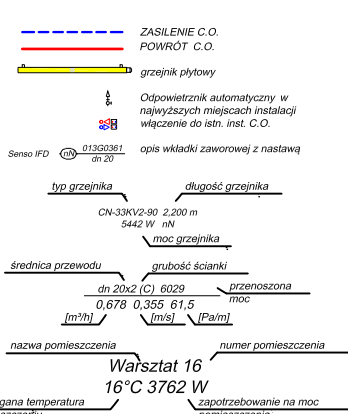 ZASILENIE C.O.
POWRÓT C.O.
grzejnik płytowy
Odpowietrznik automatyczny w
najwyższych miejscach instalacji
włączenie do istn. inst. C.O.
Senso IFD nN 013G0361 opis wkładki zaworowej z nastawą
dn 20
typ grzejnika długość grzejnika
CN-33KV2-90 2,200 m
5442 W nN
moc grzejnika
średnica przewodu grubość ścianki
dn 20x2 (C) 6029 przenoszona
0,678 0,355 61,5 moc
[m³/h] [m/s] [Pa/m]
nazwa pomieszczenia numer pomieszczenia
Warsztat 16
16°C 3762 W
gana temperatura zapotrzebowanie na moc